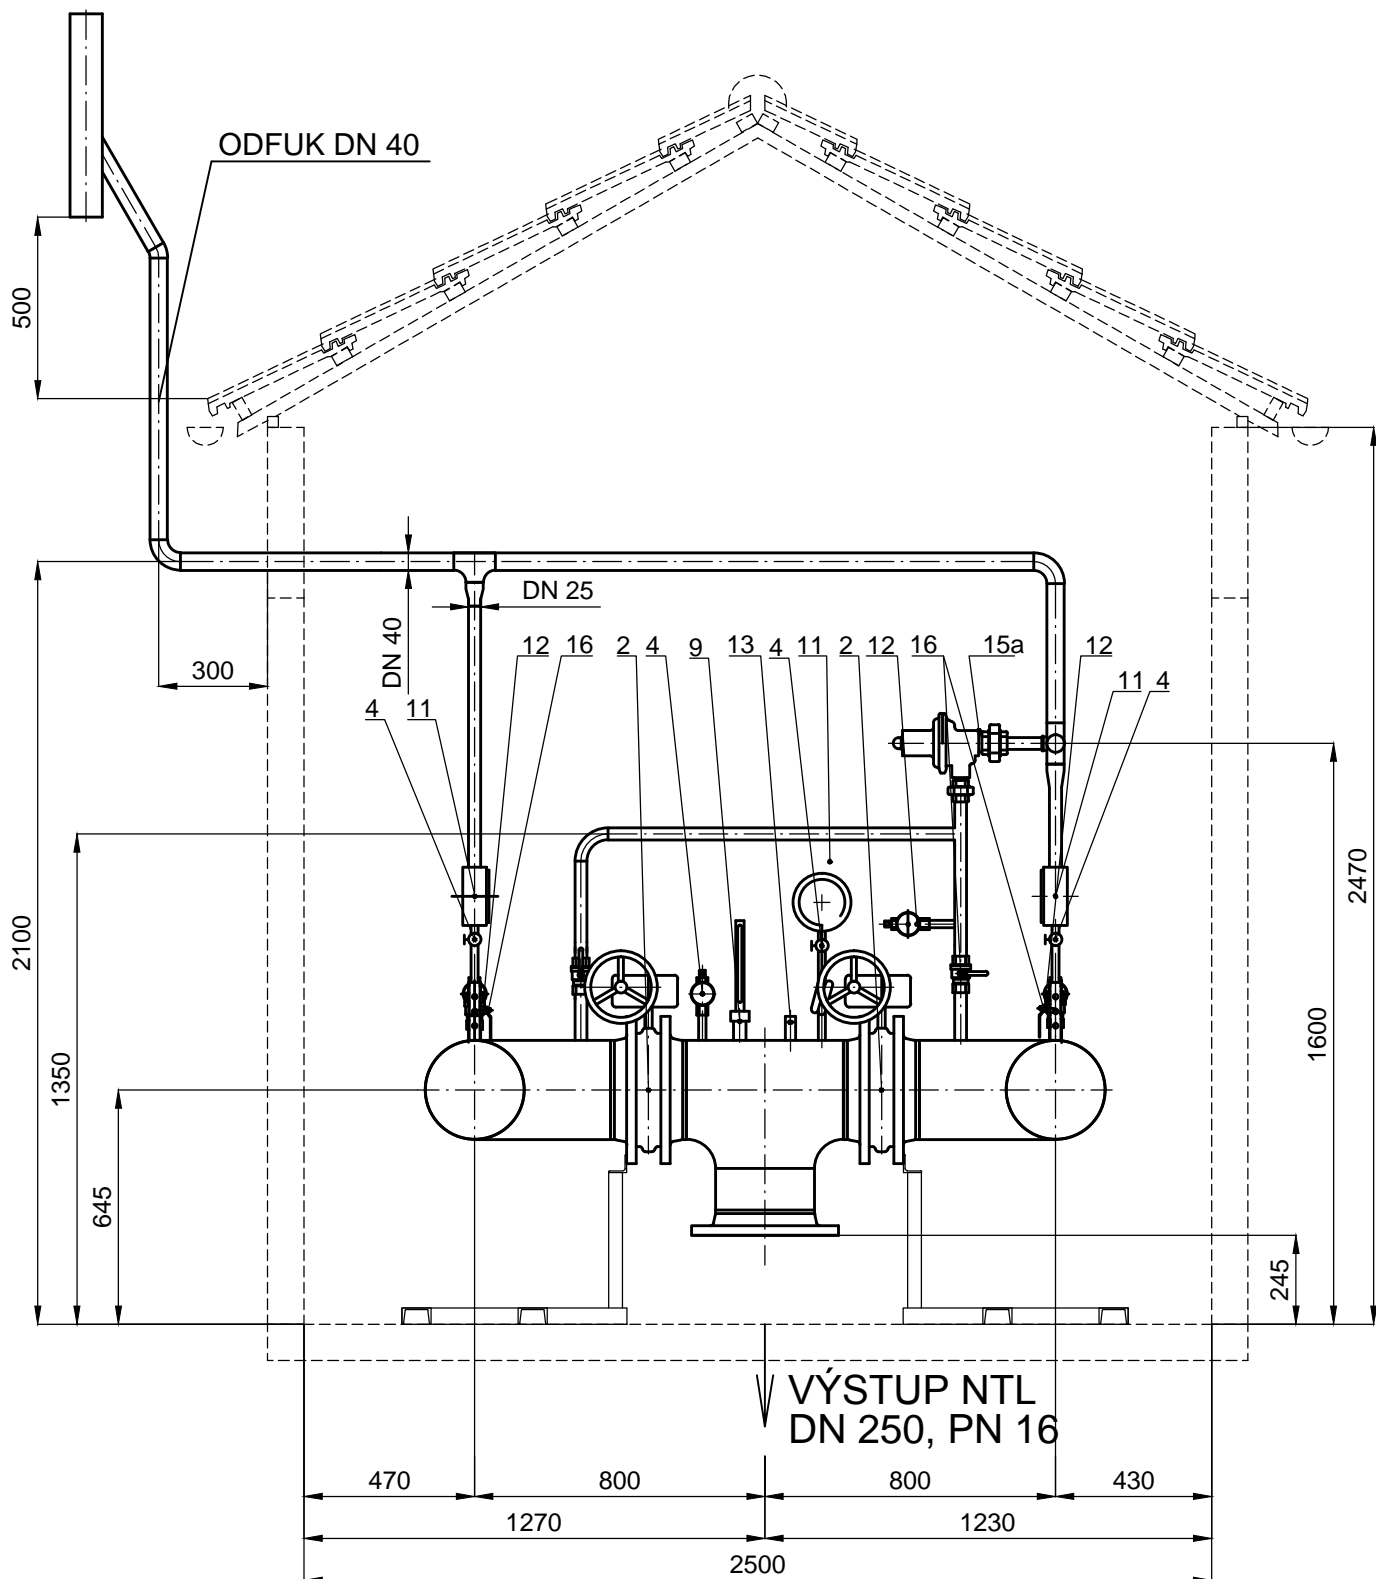 ODFUK DN 40
500
DN 25
DN 40
300
12 16 2 4 9 13 4 11 2 12 16 15a 12
4 11 11 4
2100
1350
645
2470
1600
245
VÝSTUP NTL
DN 250, PN 16
470 800 800 430
1270 1230
2500